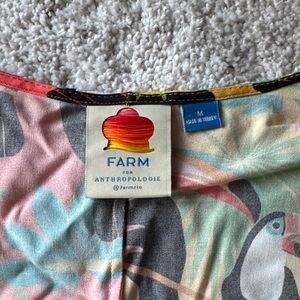 FARM
FOR
ANTHROPOLOGIE
@farmrio
M
MADE IN TURKEY